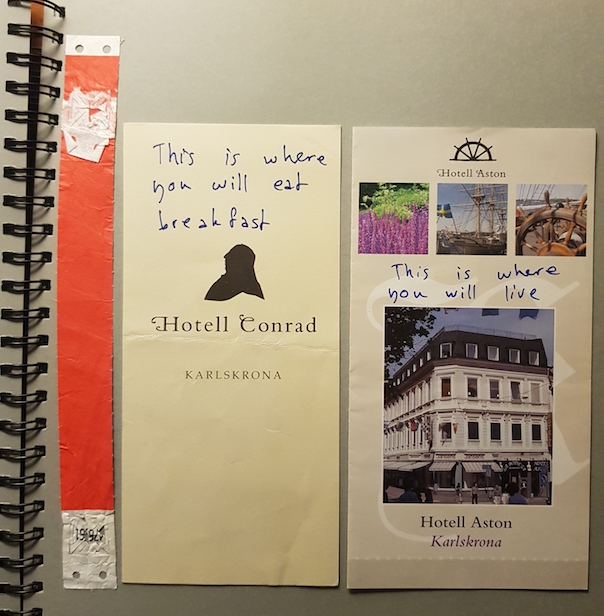 This is where
you will eat
breakfast
Hotell Conrad
KARLSKRONA
Hotell Aston
This is where
you will live
Hotell Aston
Karlskrona